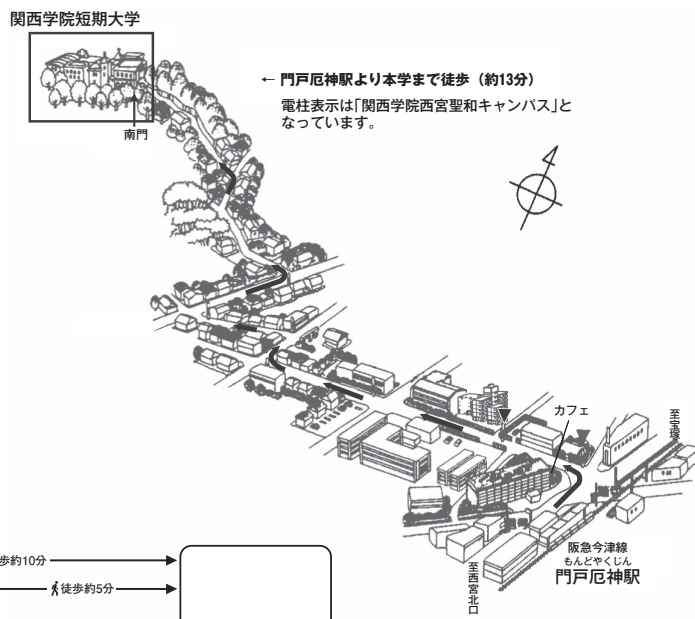 関西学院短期大学
南門
← 門戸厄神駅より本学まで徒歩（約13分）
電柱表示は「関西学院西宮聖和キャンパス」と
なっています。
カフェ
至宝塚
阪急今津線
もんどやくじん
門戸厄神駅
至西宮北口
歩約10分
徒歩約5分